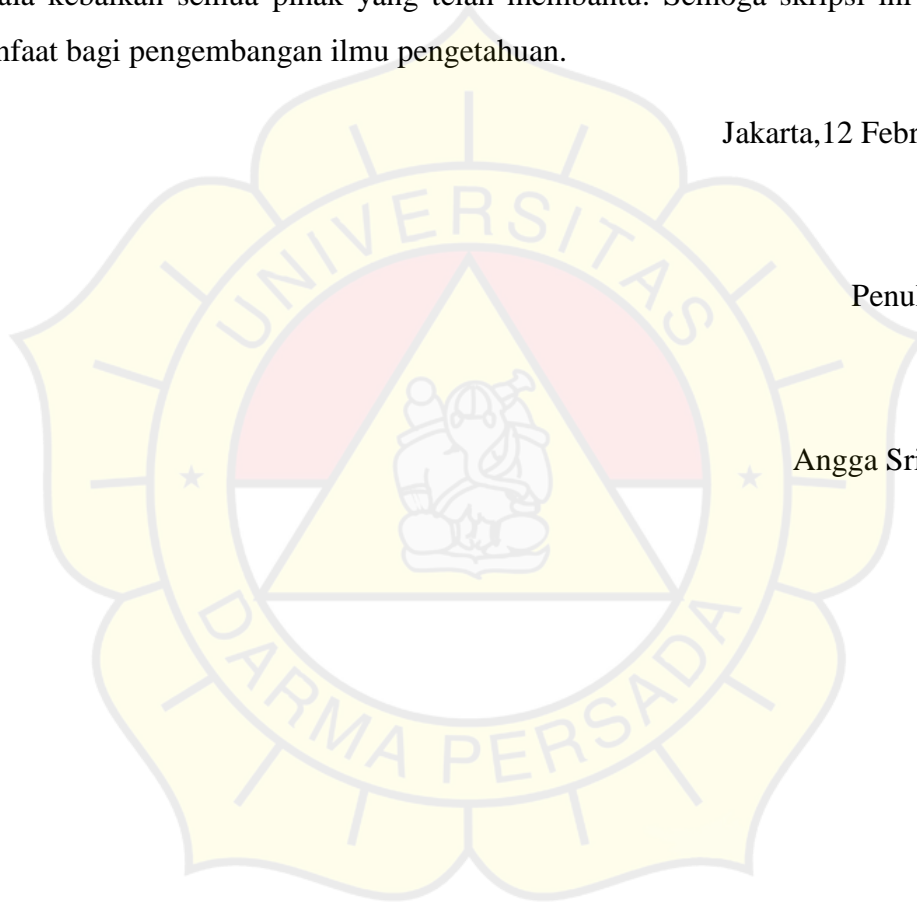 kebaikan semua pihak yang telah membantu. Semoga skripsi ini
nfaat bagi pengembangan ilmu pengetahuan.
Jakarta,12 Febr
UNIVERSITAS
Penul
Angga Sri
DARMA PERSADA